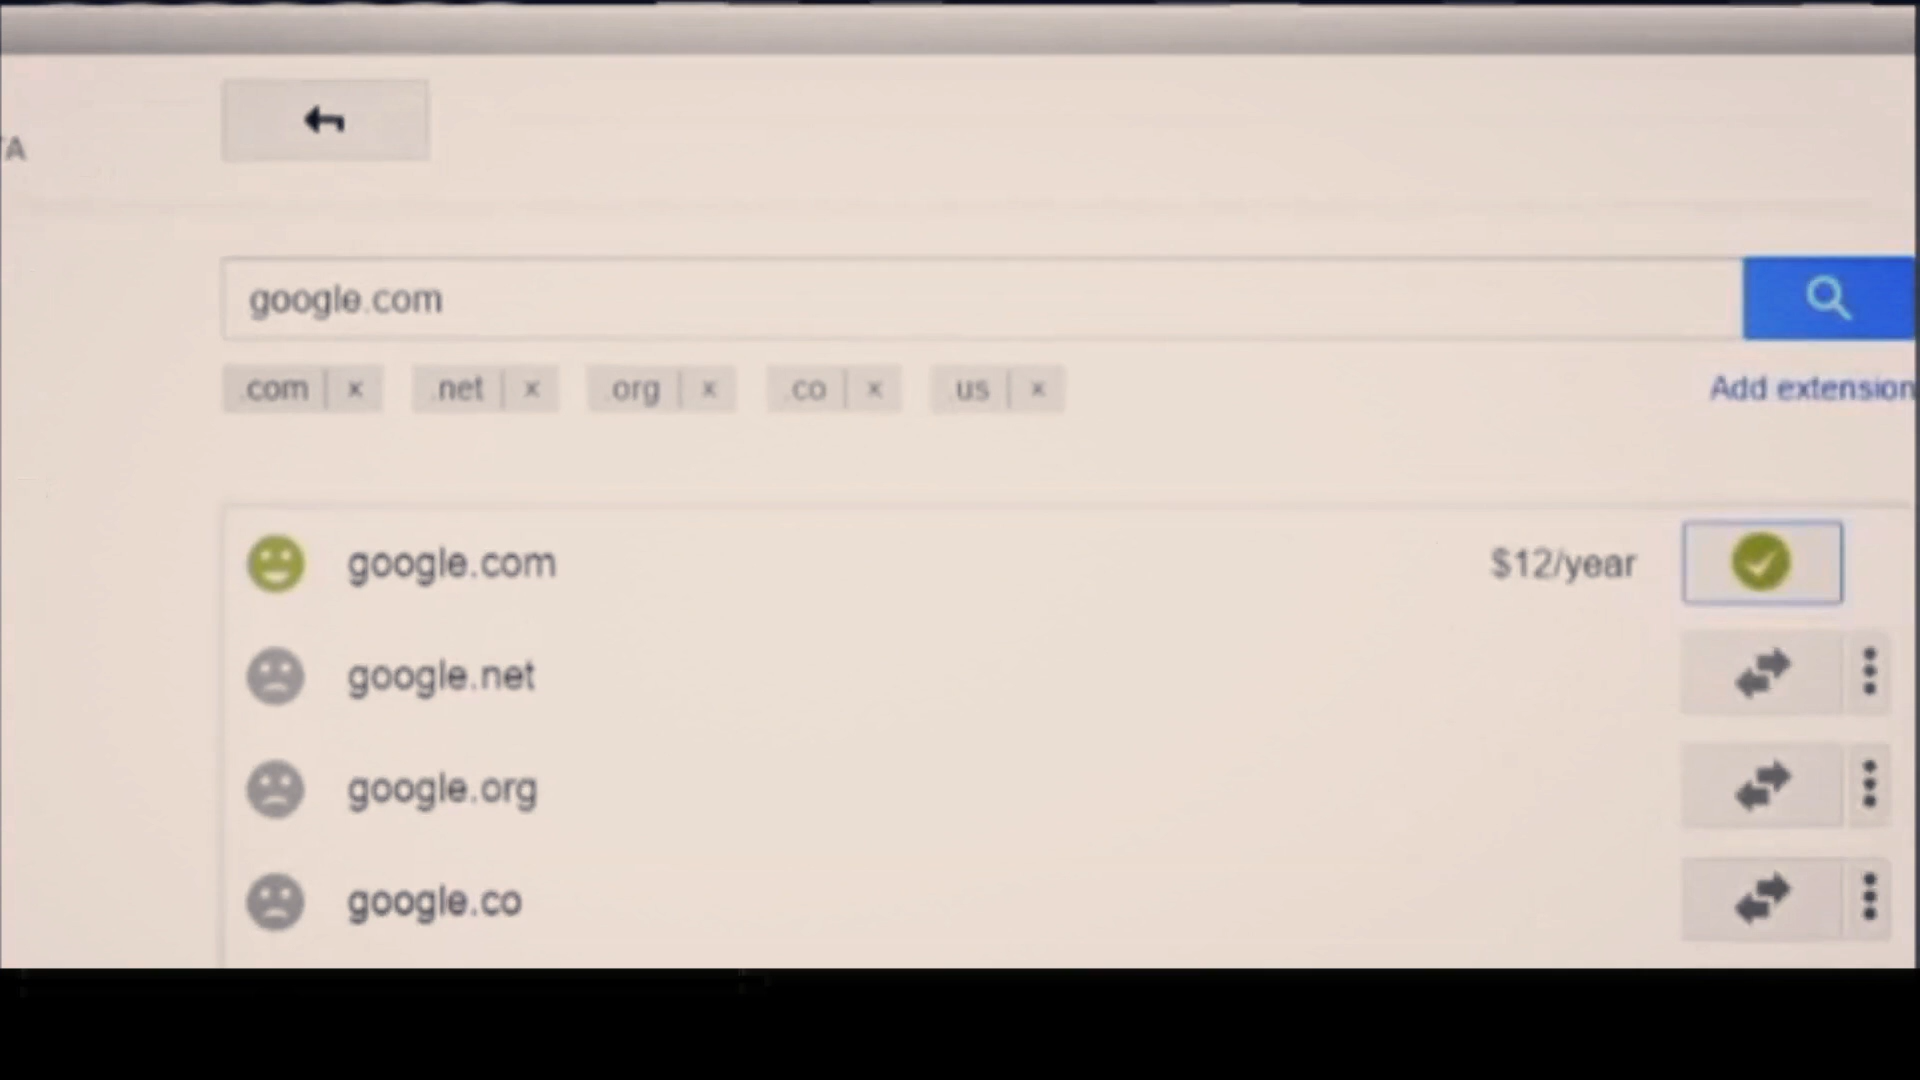 TA
google.com
.com × .net × .org × .co × .us ×
Add extension
google.com $12/year
google.net
google.org
google.co